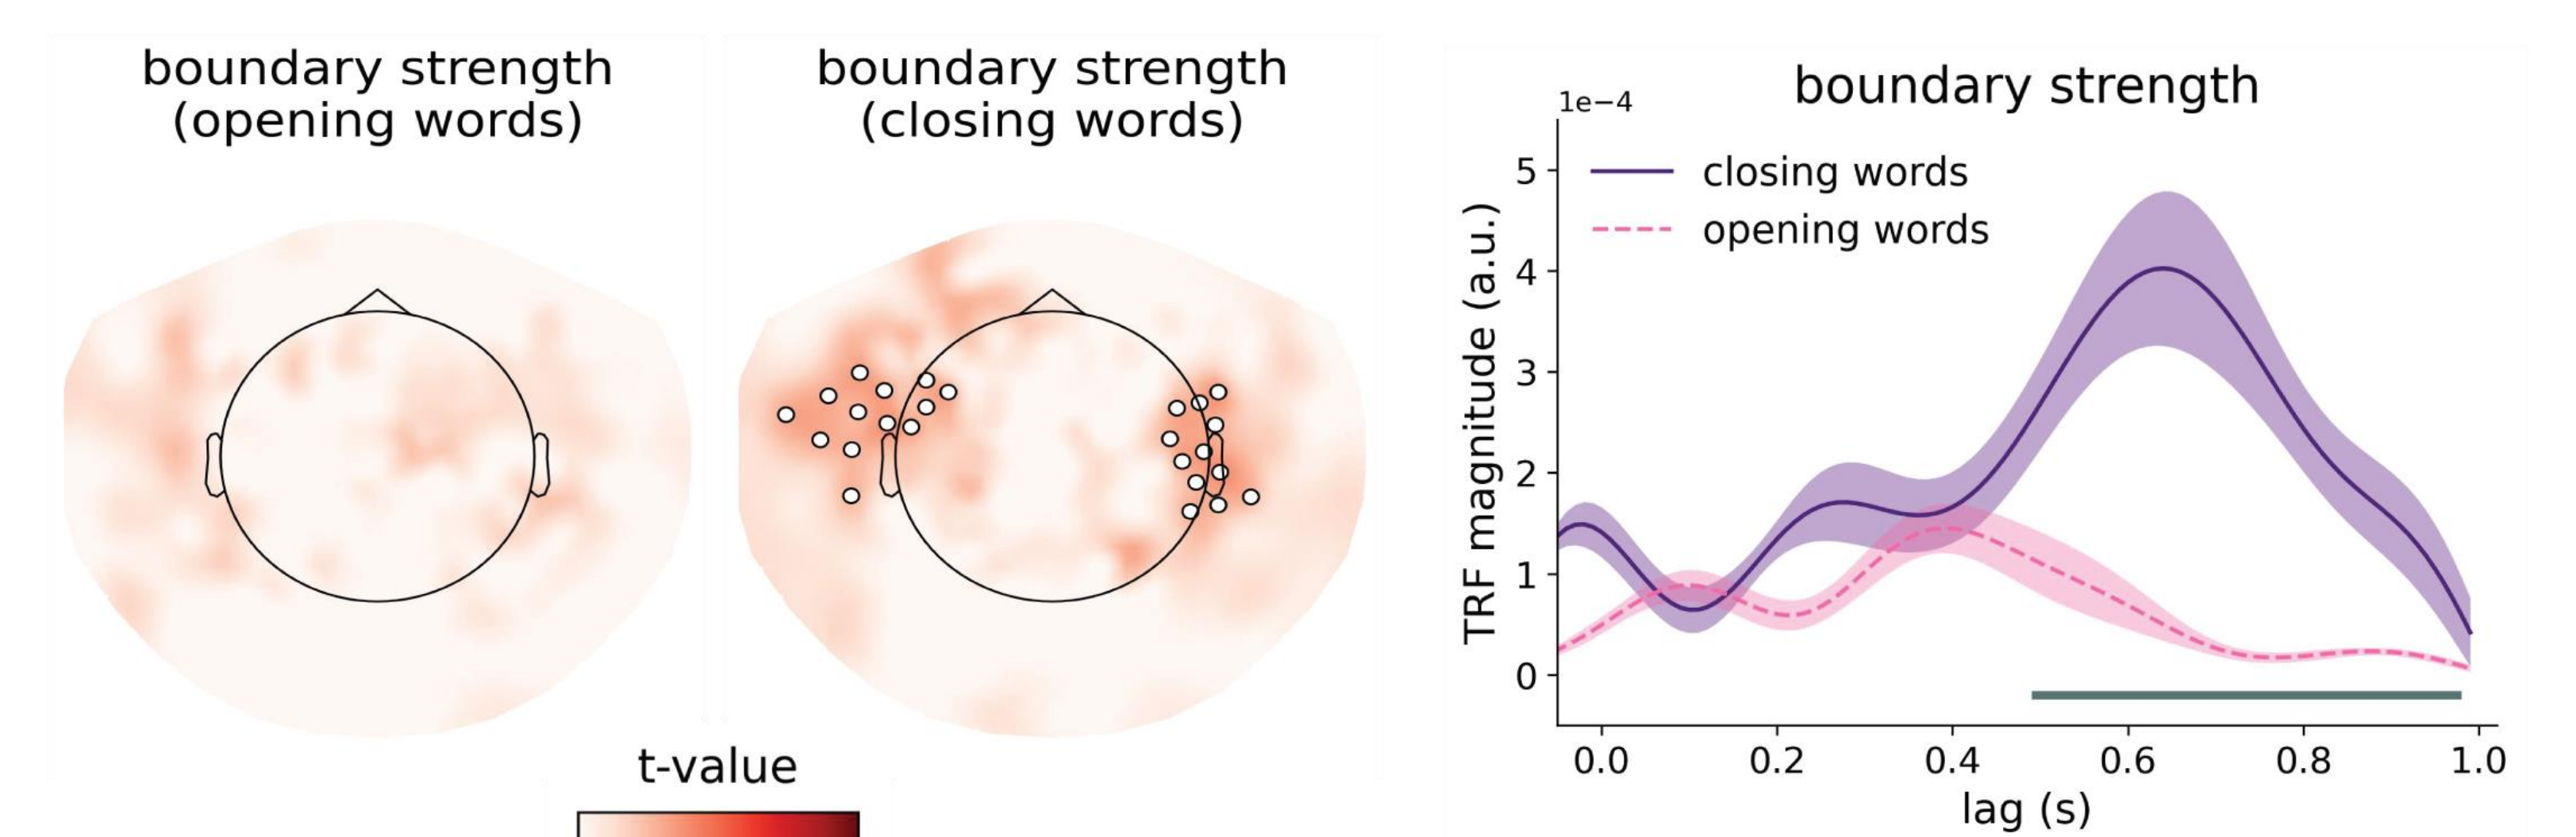 boundary strength
(opening words)
boundary strength
(closing words)
t-value
boundary strength
1e−4
closing words
opening words
TRF magnitude (a.u.)
5
4
3
2
1
0
0.0 0.2 0.4 0.6 0.8 1.0
lag (s)